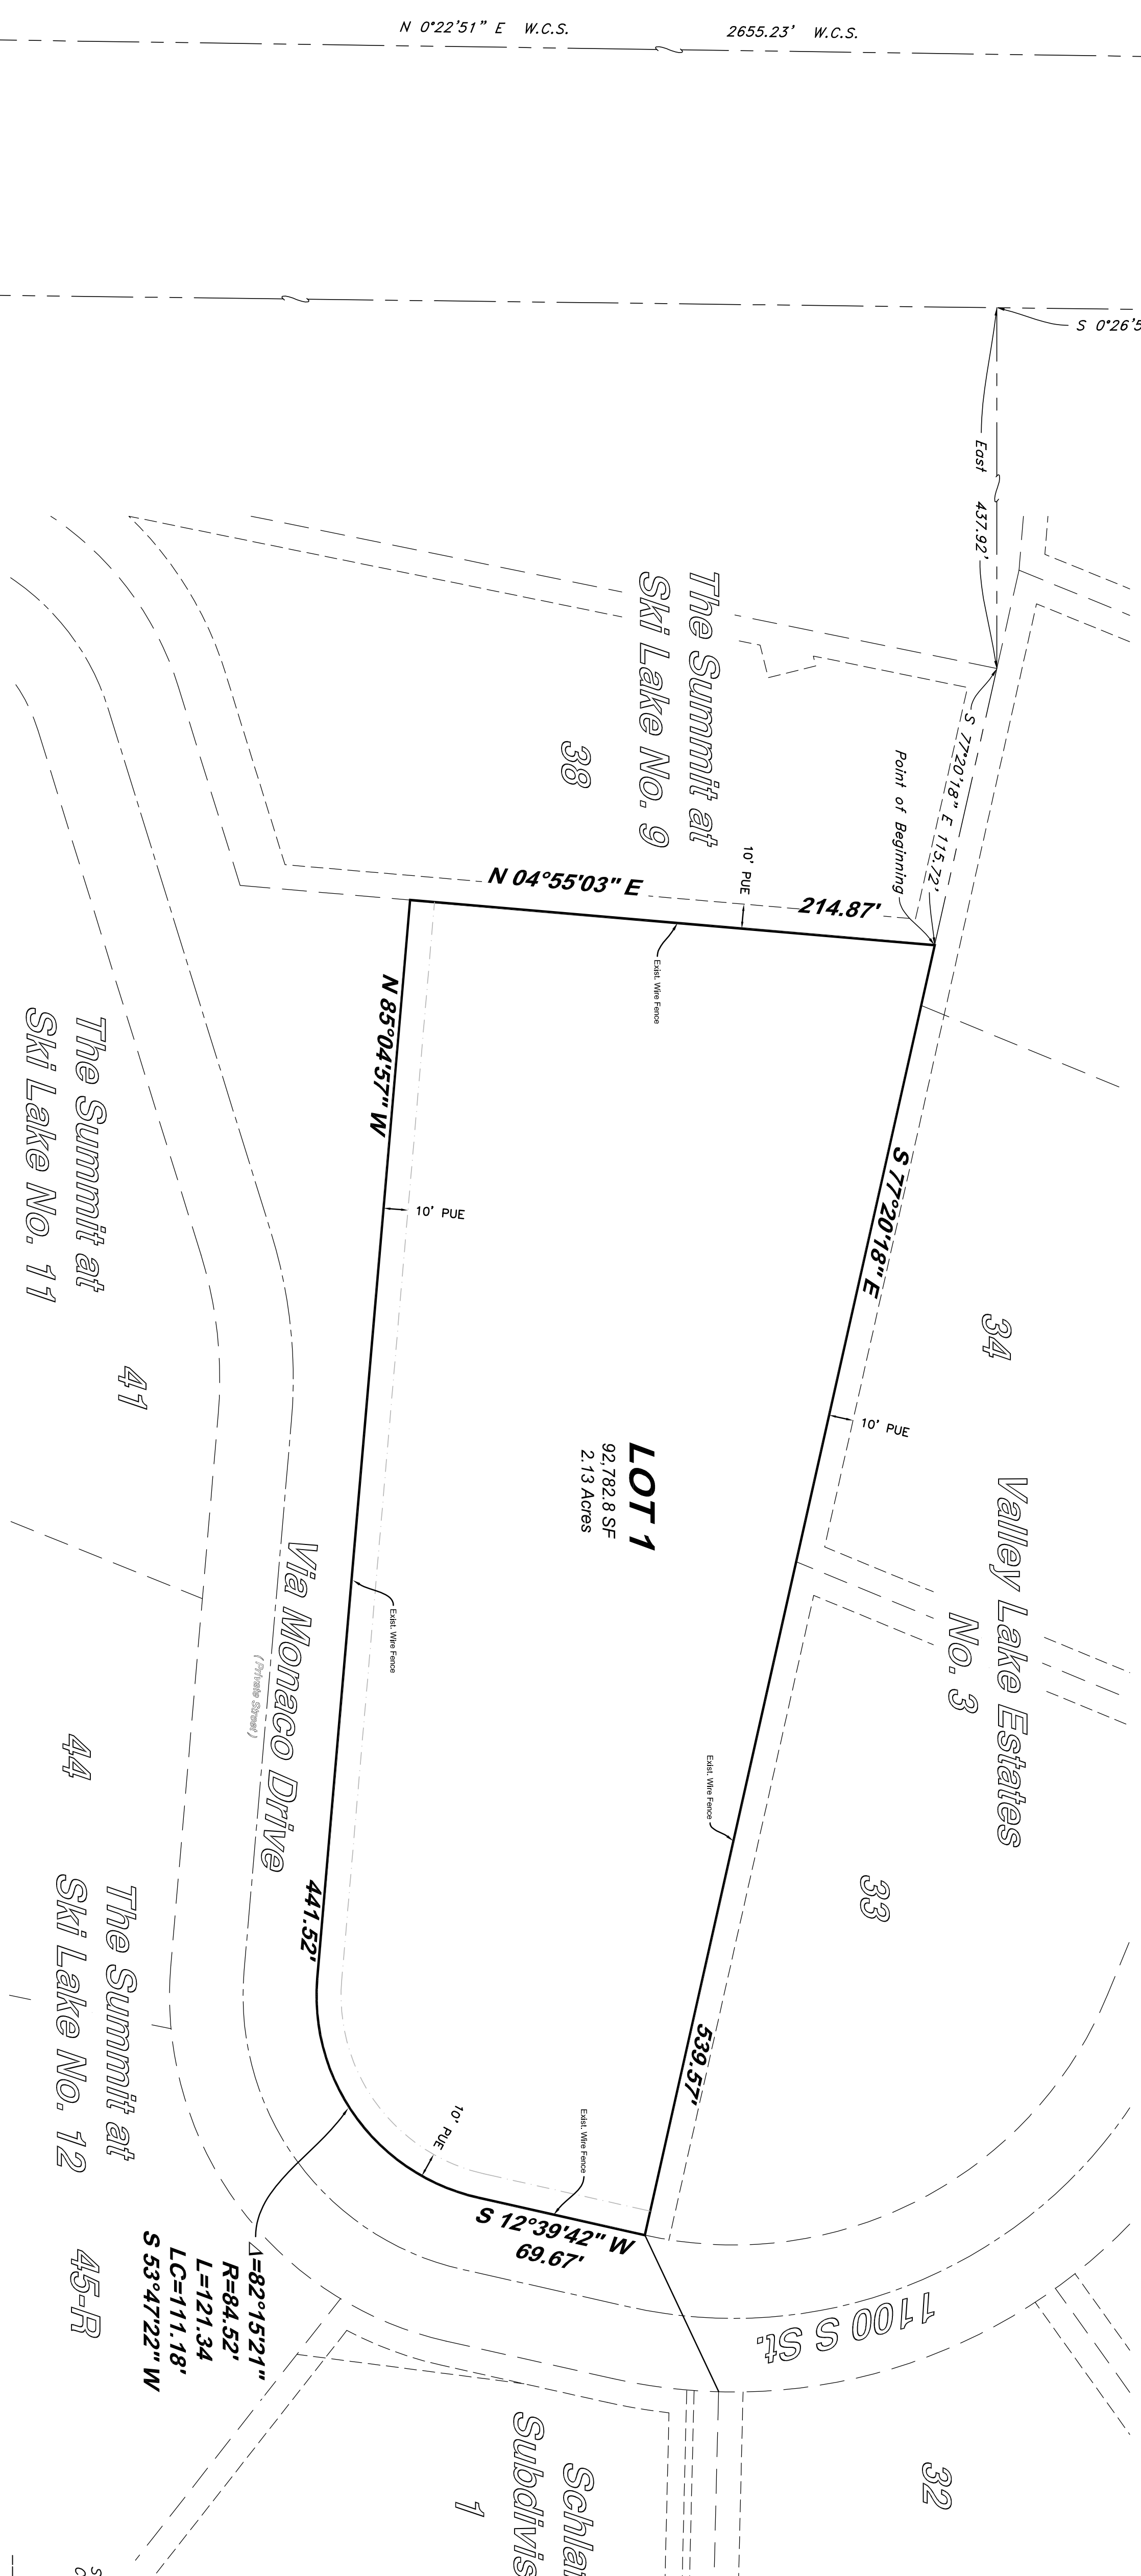 N 0°22'51" E W.C.S.
2655.23' W.C.S.
S 0°26'5
East 437.92'
S 77°20'18" E 115.72'
Point of Beginning
The Summit at
Ski Lake No. 9
38
10' PUE
N 04°55'03" E
214.87'
Exist. Wire Fence
N 85°04'57" W
10' PUE
S 77°20'18" E
The Summit at
Ski Lake No. 11
41
34
10' PUE
LOT 1
92,782.8 SF
2.13 Acres
Valley Lake Estates
No. 3
Exist. Wire Fence
Via Monaco Drive
( Private Street )
Exist. Wire Fence
33
44
441.52'
539.57'
The Summit at
Ski Lake No. 12
10' PUE
Exist. Wire Fence
S 12°39'42" W
69.67'
45-R
Δ=82°15'21"
R=84.52'
L=121.34
LC=111.18'
S 53°47'22" W
1100 S St.
32
Schla
Subdivis
1
S
C